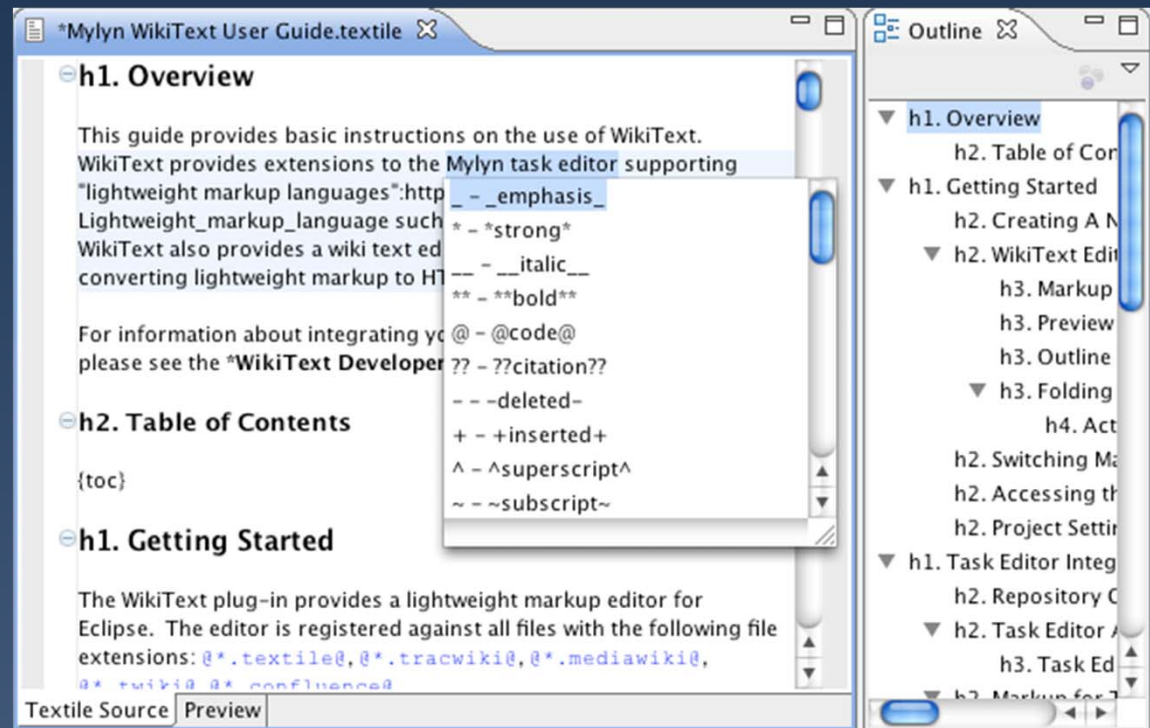 *Mylyn WikiText User Guide.textile
h1. Overview
This guide provides basic instructions on the use of WikiText.
WikiText provides extensions to the Mylyn task editor supporting
"lightweight markup languages":http
Lightweight_markup_language such
WikiText also provides a wiki text ed
converting lightweight markup to HT
For information about integrating yo
please see the *WikiText Developer
h2. Table of Contents
{toc}
h1. Getting Started
The WikiText plug-in provides a lightweight markup editor for
Eclipse. The editor is registered against all files with the following file
extensions: @*.textile@, @*.tracwiki@, @*.mediawiki@,
@*.twiki@ @*.confluence@
Textile Source
Preview
_ - _emphasis_
* - *strong*
__ - __italic__
** - **bold**
@ - @code@
?? - ??citation??
- - -deleted-
+ - +inserted+
^ - ^superscript^
~ - ~subscript~
Outline
h1. Overview
h2. Table of Con
h1. Getting Started
h2. Creating A N
h2. WikiText Edit
h3. Markup
h3. Preview
h3. Outline
h3. Folding
h4. Act
h2. Switching Ma
h2. Accessing th
h2. Project Settin
h1. Task Editor Integ
h2. Repository C
h2. Task Editor A
h3. Task Ed
h2. Markup for T